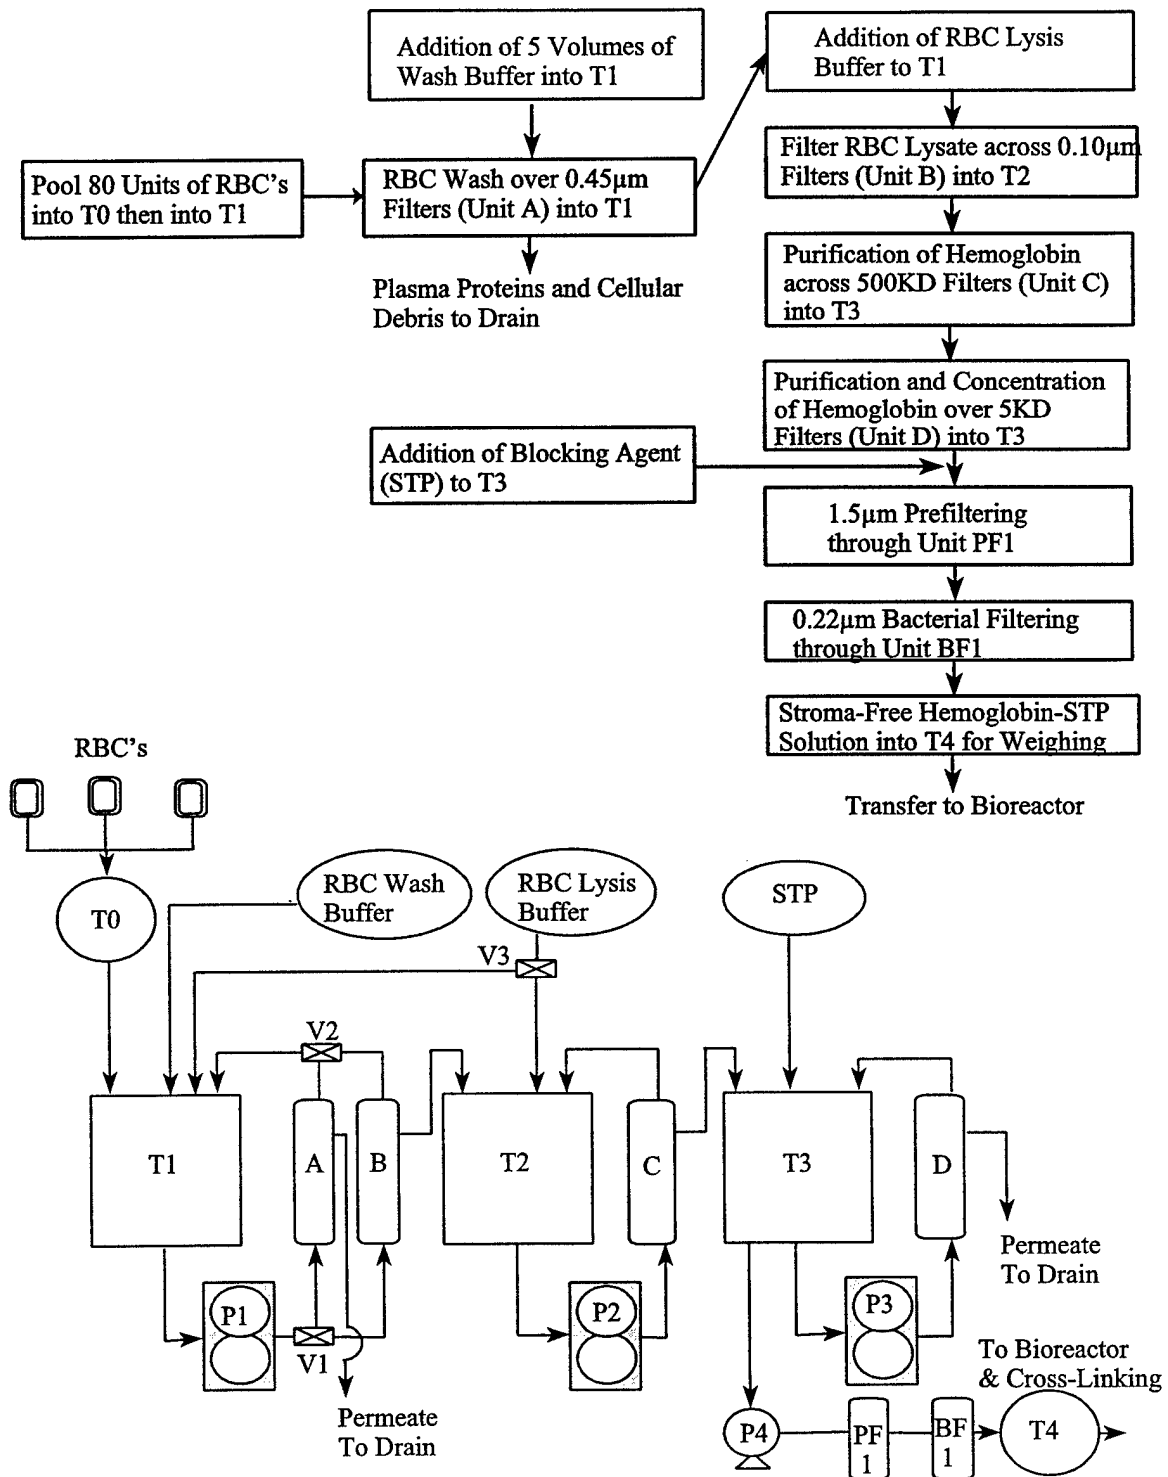 Addition of 5 Volumes of
Wash Buffer into T1
Addition of RBC Lysis
Buffer to T1
Pool 80 Units of RBC's
into T0 then into T1
RBC Wash over 0.45µm
Filters (Unit A) into T1
Filter RBC Lysate across 0.10µm
Filters (Unit B) into T2
Plasma Proteins and Cellular
Debris to Drain
Purification of Hemoglobin
across 500KD Filters (Unit C)
into T3
Purification and Concentration
of Hemoglobin over 5KD
Filters (Unit D) into T3
Addition of Blocking Agent
(STP) to T3
1.5µm Prefiltering
through Unit PF1
0.22µm Bacterial Filtering
through Unit BF1
Stroma-Free Hemoglobin-STP
Solution into T4 for Weighing
Transfer to Bioreactor
RBC's
T0
RBC Wash
Buffer
RBC Lysis
Buffer
STP
V3
V2
T1
A
B
T2
C
T3
D
P1
V1
P2
P3
Permeate
To Drain
Permeate
To Drain
To Bioreactor
& Cross-Linking
P4
PF
1
BF
1
T4